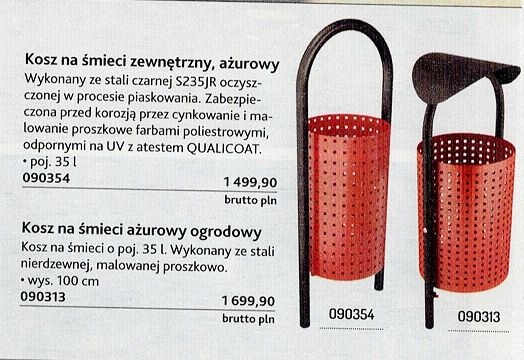 Kosz na śmieci zewnętrzny, ażurowy
Wykonany ze stali czarnej S235JR oczysz-
czonej w procesie piaskowania. Zabezpie-
czona przed korozją przez cynkowanie i ma-
lowanie proszkowe farbami poliestrowymi,
odpornymi na UV z atestem QUALICOAT.
• poj. 35 l
090354 1 499,90
brutto pln
Kosz na śmieci ażurowy ogrodowy
Kosz na śmieci o poj. 35 l. Wykonany ze stali
nierdzewnej, malowanej proszkowo.
• wys. 100 cm
090313 1 699,90
brutto pln
090354
090313